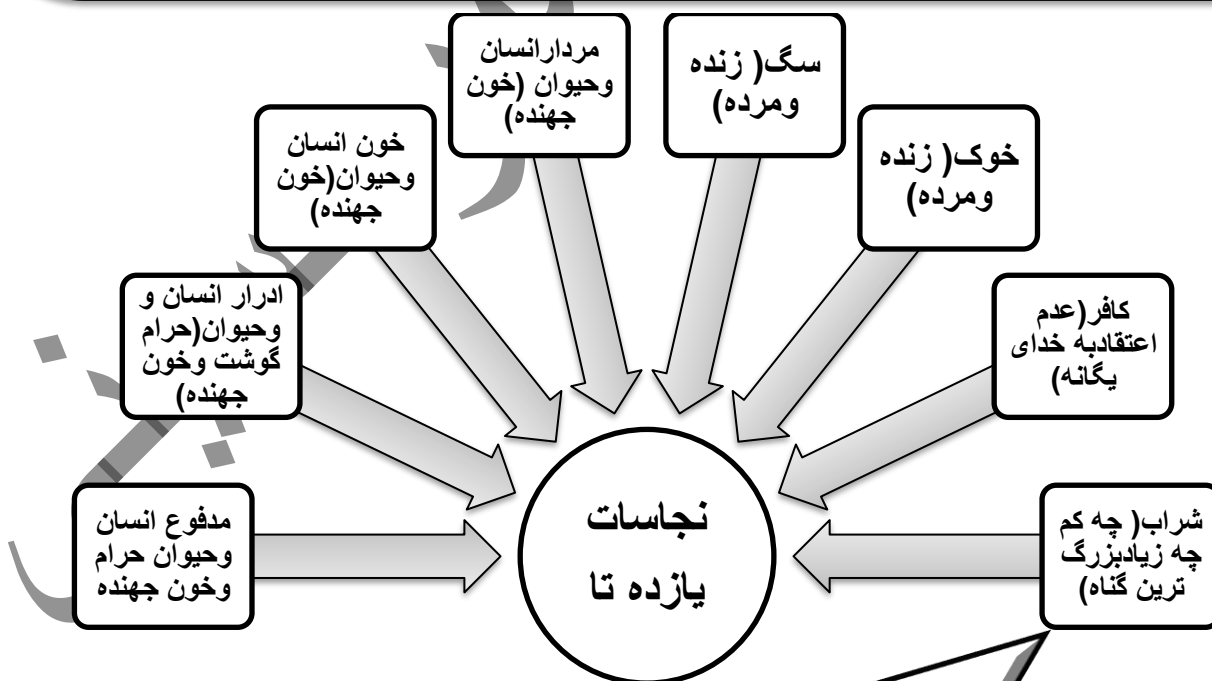 مردارانسان
وحیوان (خون
جهنده)
سگ( زنده
ومرده)
خون انسان
وحیوان(خون
جهنده)
خوک( زنده
ومرده)
ادرار انسان و
وحیوان(حرام
گوشت وخون
جهنده)
کافر(عدم
اعتقادبه خدای
یگانه)
مدفوع انسان
وحیوان حرام
وخون جهنده
نجاسات
یازده تا
شراب( چه کم
چه زیادبزرگ
ترین گناه)